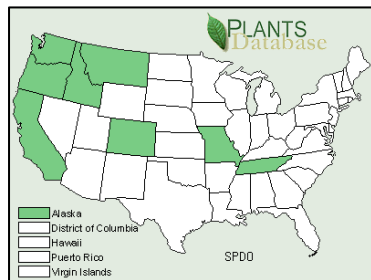 PLANTS
Database
Alaska
District of Columbia
Hawaii
Puerto Rico
Virgin Islands
SPDO